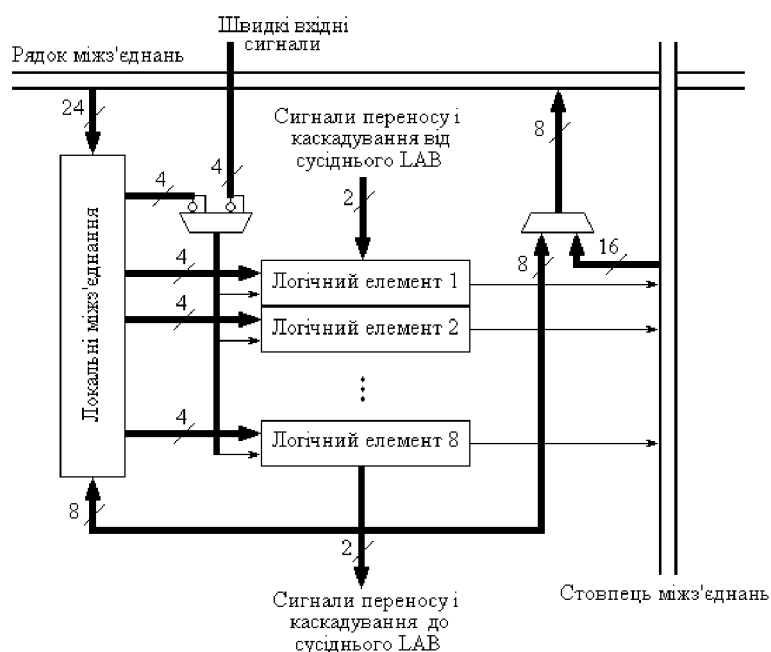 Швидкі вхідні
сигнали
Рядок міжз'єднань
24
Сигнали переносу і
каскадування від
сусіднього LAB
8
4
4
2
8
16
4
Логічний елемент 1
4
Логічний елемент 2
Локальні міжз'єднання
4
Логічний елемент 8
8
2
Стовпець міжз'єднань
Сигнали переносу і
каскадування до
сусіднього LAB